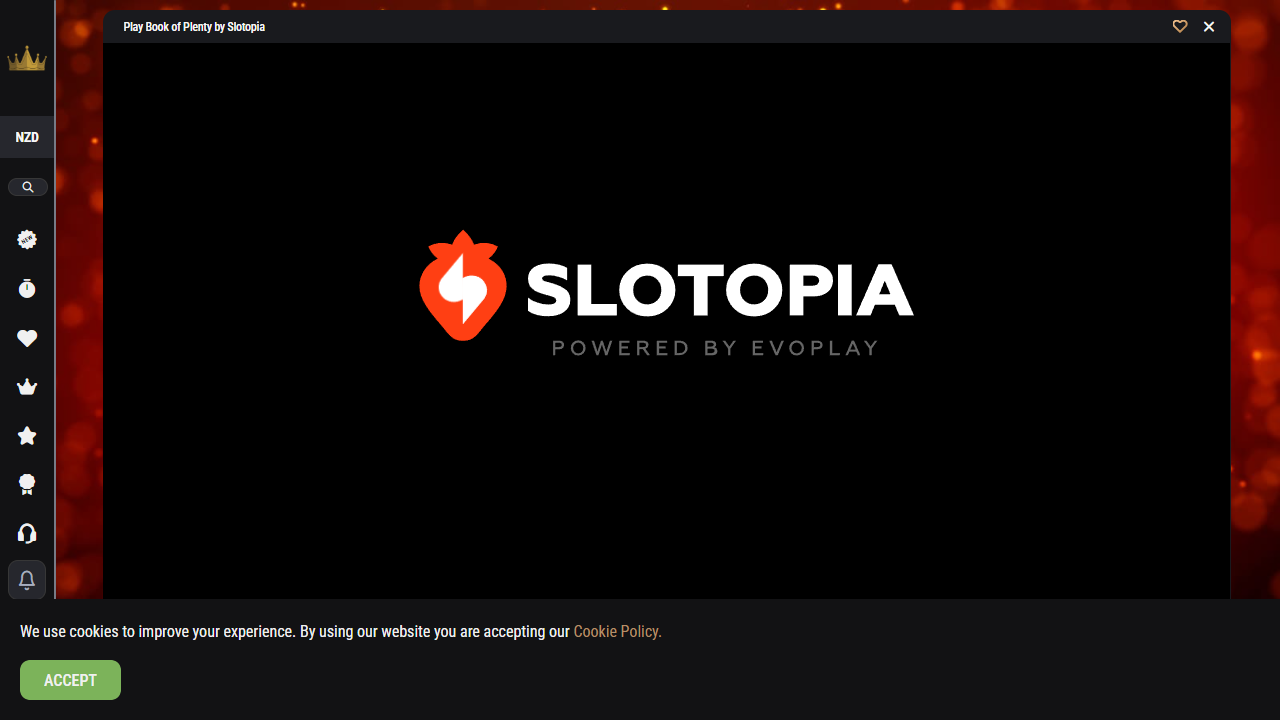 Play Book of Plenty by Slotopia
NZD
NEW
SLOTOPIA
POWERED BY EVOPLAY
We use cookies to improve your experience. By using our website you are accepting our Cookie Policy.
ACCEPT